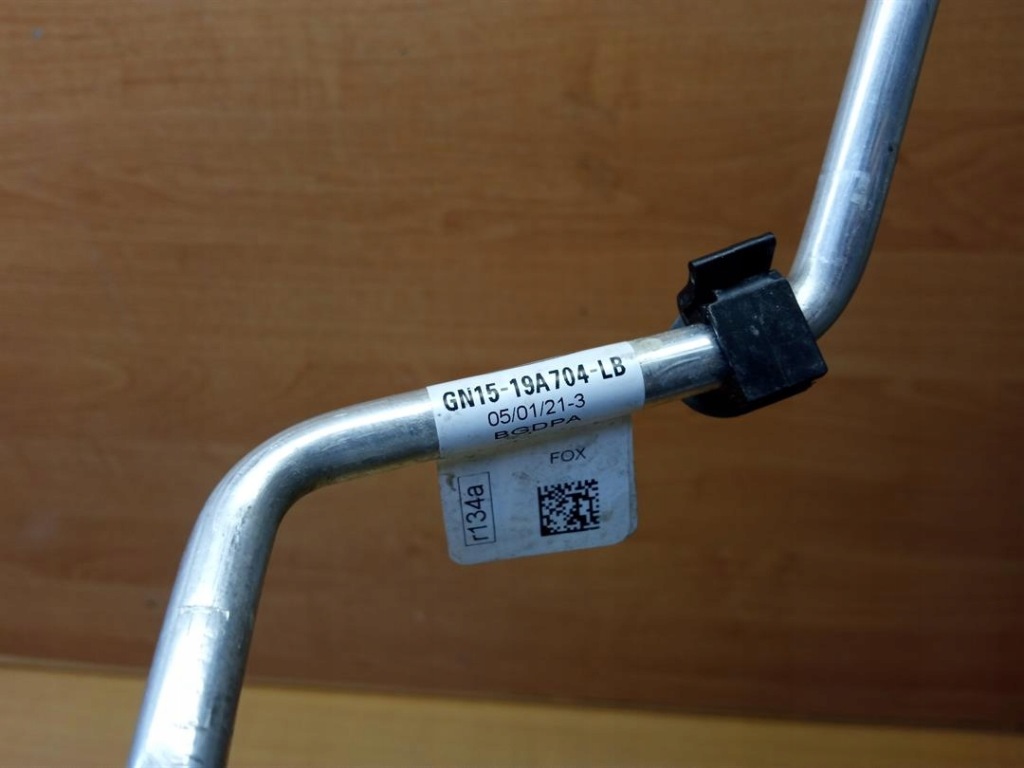 GN15-19A704-LB
05/01/21-3
BGDPA
FOX
r134a